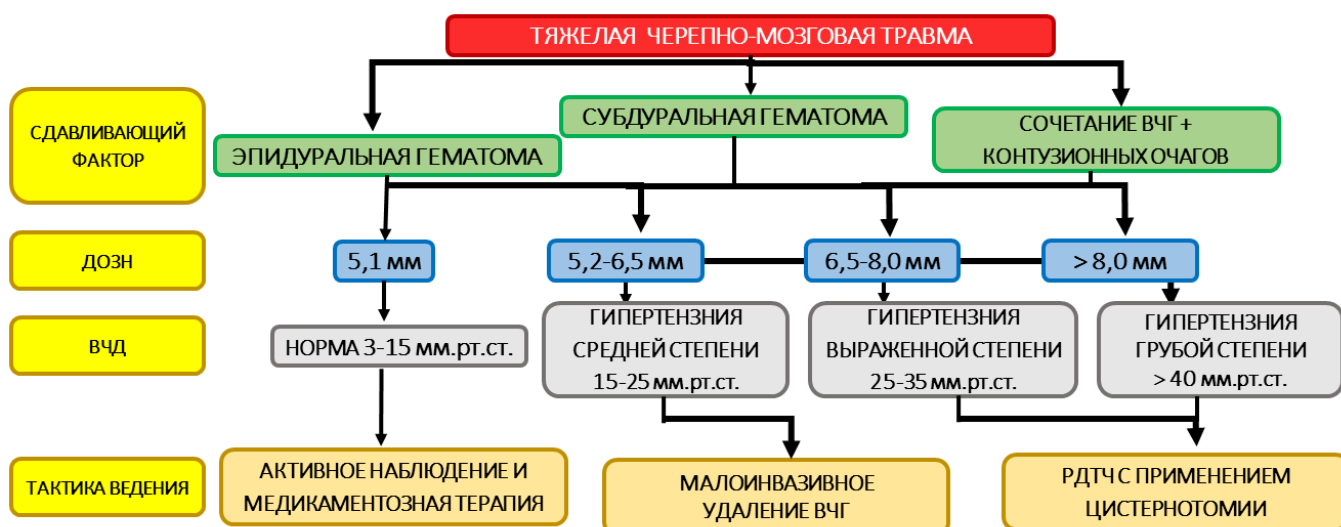 ТЯЖЕЛАЯ ЧЕРЕПНО-МОЗГОВАЯ ТРАВМА
СДАВЛИВАЮЩИЙ
ФАКТОР
ЭПИДУРАЛЬНАЯ ГЕМАТОМА
СУБДУРАЛЬНАЯ ГЕМАТОМА
СОЧЕТАНИЕ ВЧГ +
КОНТУЗИОННЫХ ОЧАГОВ
ДОЗН
5,1 мм
5,2-6,5 мм
6,5-8,0 мм
> 8,0 мм
ВЧД
НОРМА 3-15 мм.рт.ст.
ГИПЕРТЕНЗНИЯ
СРЕДНЕЙ СТЕПЕНИ
15-25 мм.рт.ст.
ГИПЕРТЕНЗНИЯ
ВЫРАЖЕННОЙ СТЕПЕНИ
25-35 мм.рт.ст.
ГИПЕРТЕНЗНИЯ
ГРУБОЙ СТЕПЕНИ
> 40 мм.рт.ст.
ТАКТИКА ВЕДЕНИЯ
АКТИВНОЕ НАБЛЮДЕНИЕ И
МЕДИКАМЕНТОЗНАЯ ТЕРАПИЯ
МАЛОИНВАЗИВНОЕ
УДАЛЕНИЕ ВЧГ
РДТЧ С ПРИМЕНЕНИЕМ
ЦИСТЕРНОТОМИИ